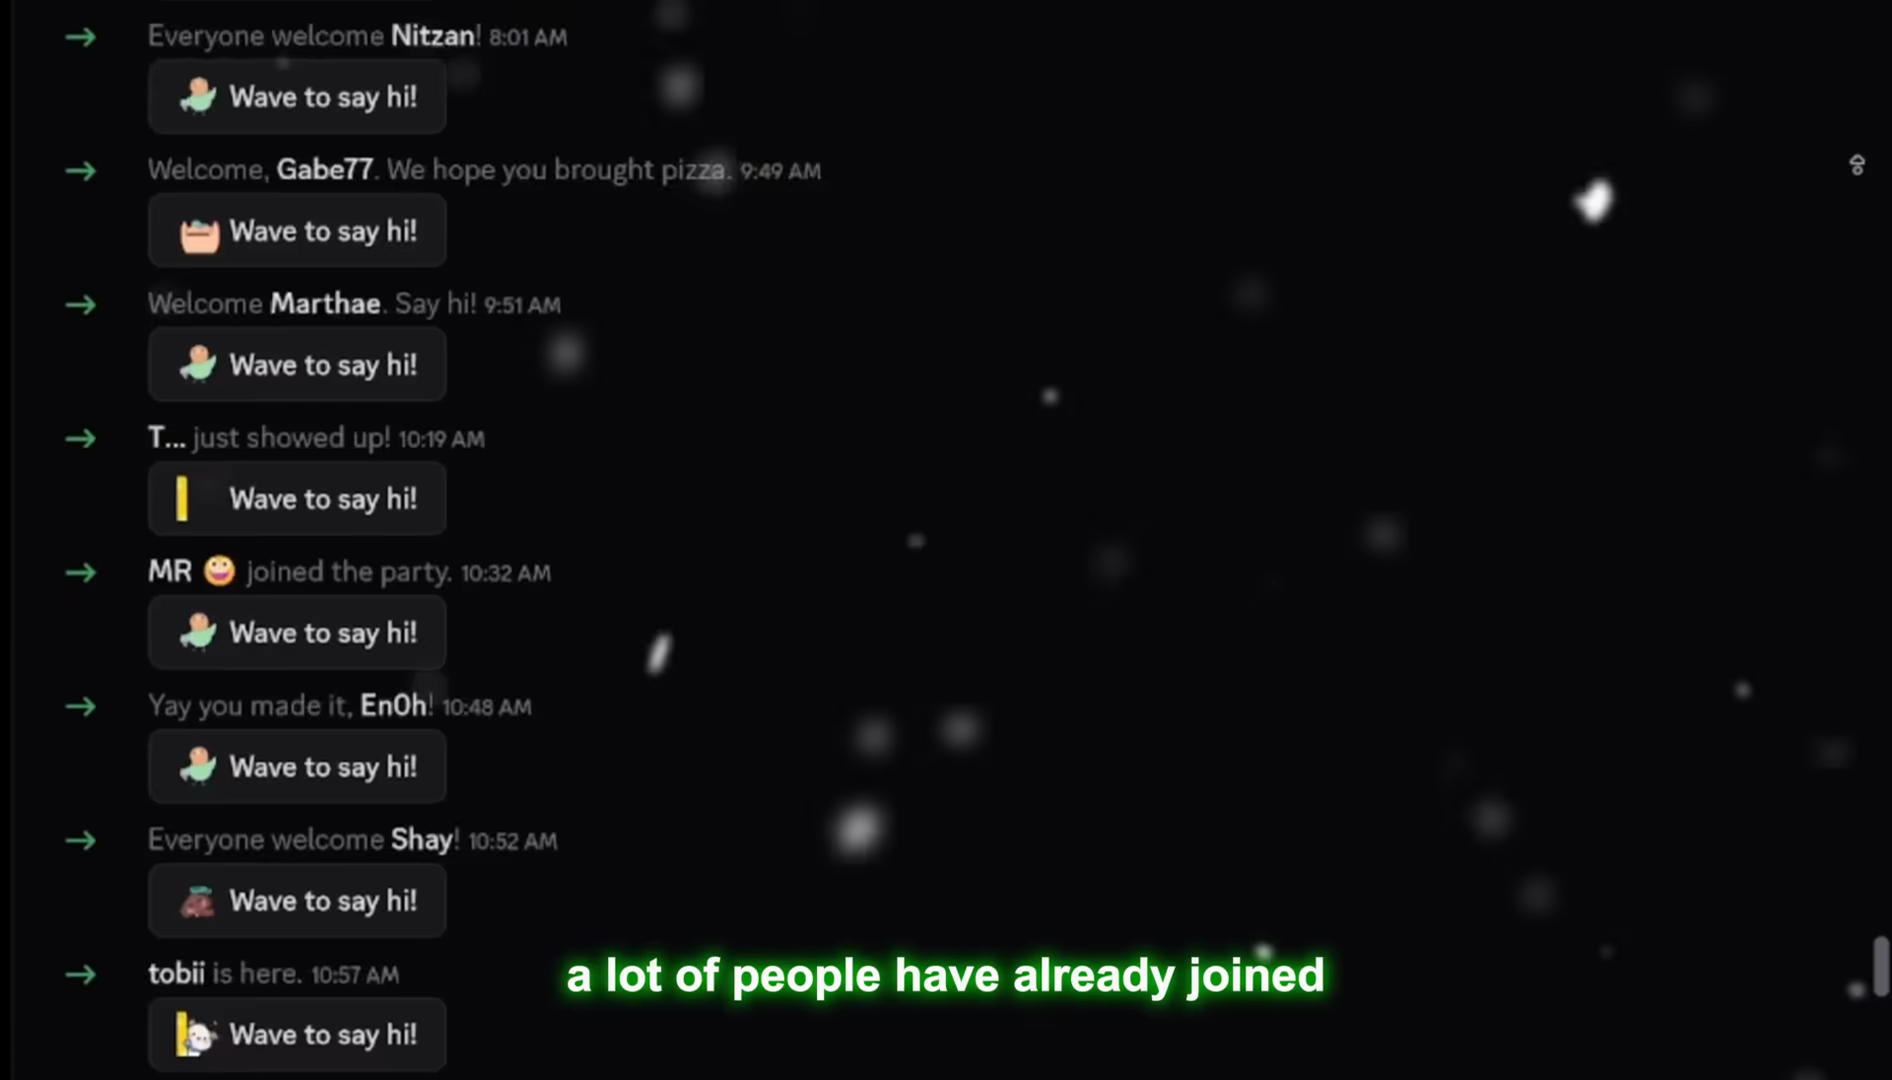 Everyone welcome Nitzan! 8:01 AM
Wave to say hi!
Welcome, Gabe77. We hope you brought pizza. 9:49 AM
Wave to say hi!
Welcome Marthae. Say hi! 9:51 AM
Wave to say hi!
T... just showed up! 10:19 AM
Wave to say hi!
MR 😀 joined the party. 10:32 AM
Wave to say hi!
Yay you made it, En0h! 10:48 AM
Wave to say hi!
Everyone welcome Shay! 10:52 AM
Wave to say hi!
tobii is here. 10:57 AM
Wave to say hi!
a lot of people have already joined